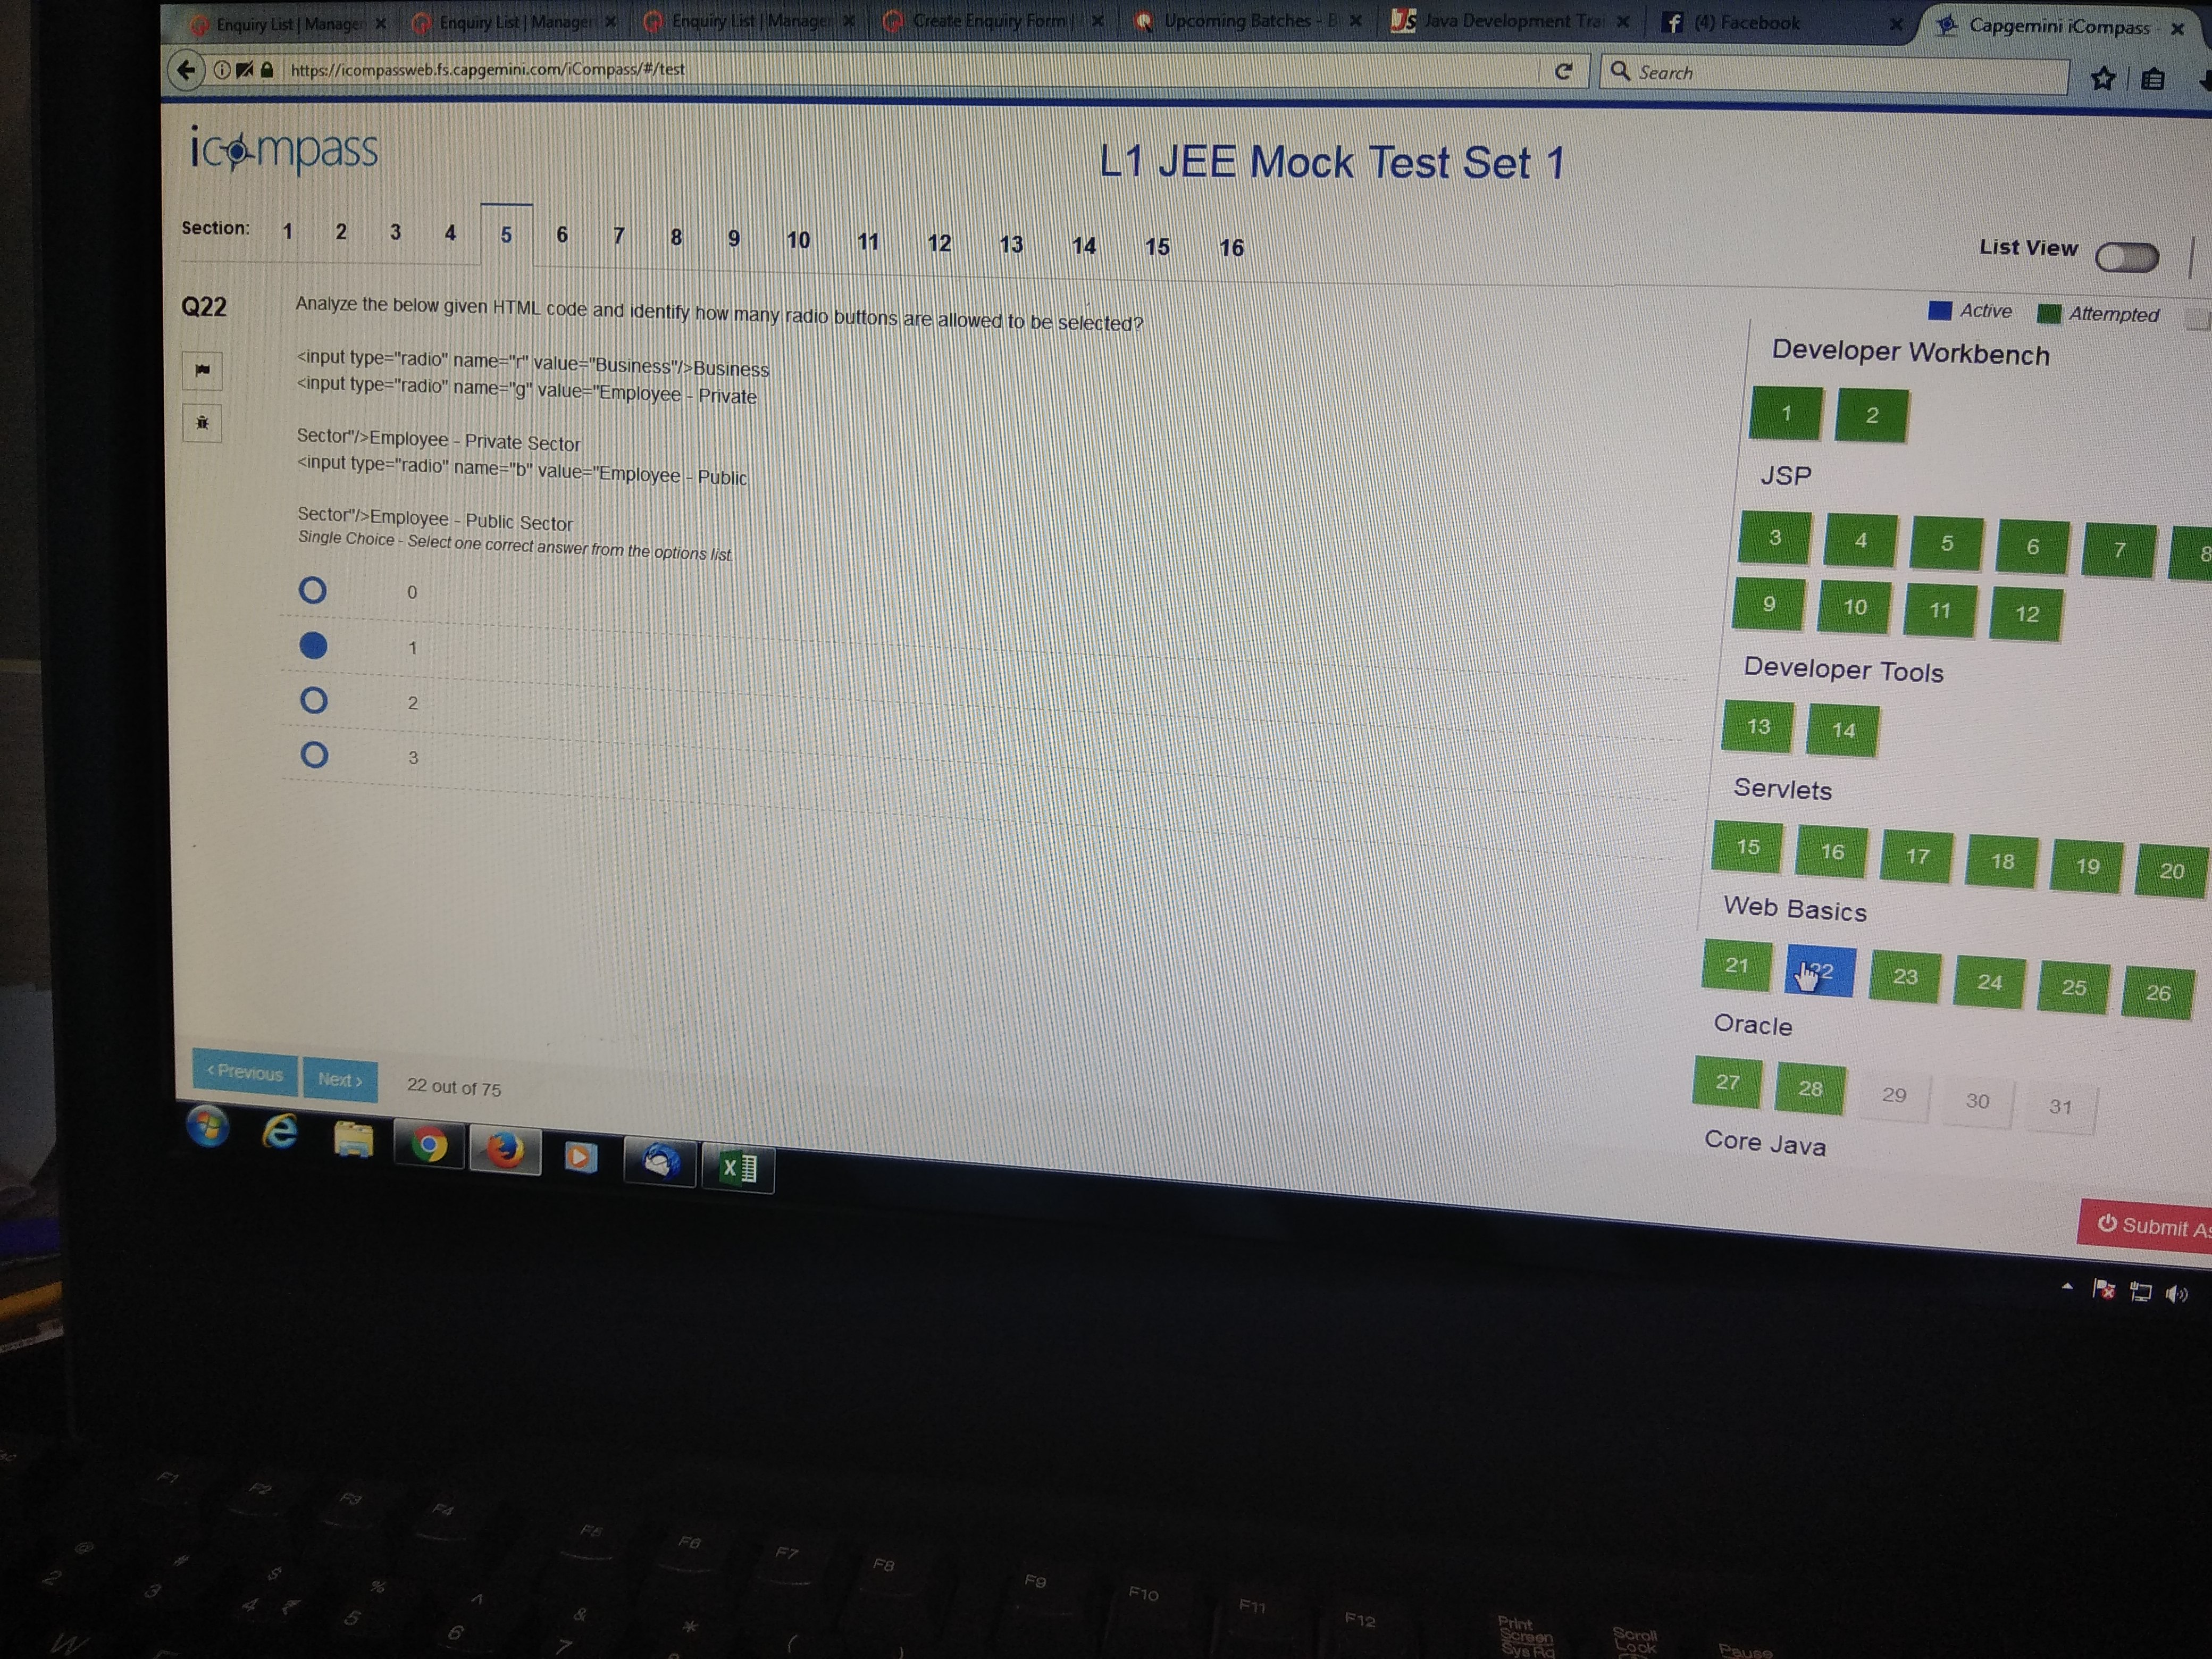 Enquiry List | Manager
Enquiry List | Manager
Enquiry List | Manager
Create Enquiry Form |
Upcoming Batches - E
Java Development Trai
(4) Facebook
Capgemini iCompass -
https://icompassweb.fs.capgemini.com/iCompass/#/test
Search
icompass
L1 JEE Mock Test Set 1
Section: 1 2 3 4 5 6 7 8 9 10 11 12 13 14 15 16
List View
Active Attempted
Q22
Analyze the below given HTML code and identify how many radio buttons are allowed to be selected?
<input type="radio" name="r" value="Business"/>Business
<input type="radio" name="g" value="Employee - Private
Sector"/>Employee - Private Sector
<input type="radio" name="b" value="Employee - Public
Sector"/>Employee - Public Sector
Single Choice - Select one correct answer from the options list.
0
1
2
3
Developer Workbench
1 2
JSP
3 4 5 6 7 8
9 10 11 12
Developer Tools
13 14
Servlets
15 16 17 18 19 20
Web Basics
21 22 23 24 25 26
Oracle
27 28 29 30 31
Core Java
< Previous
Next >
22 out of 75
Submit As
F1 F2 F3 F4 F5 F6 F7 F8 F9 F10 F11 F12
Print
Screen
Sys Rq
Scroll
Lock
Pause
@ # $ % ^ & * ( )
2 3 4 ₹ 5 6 7
W